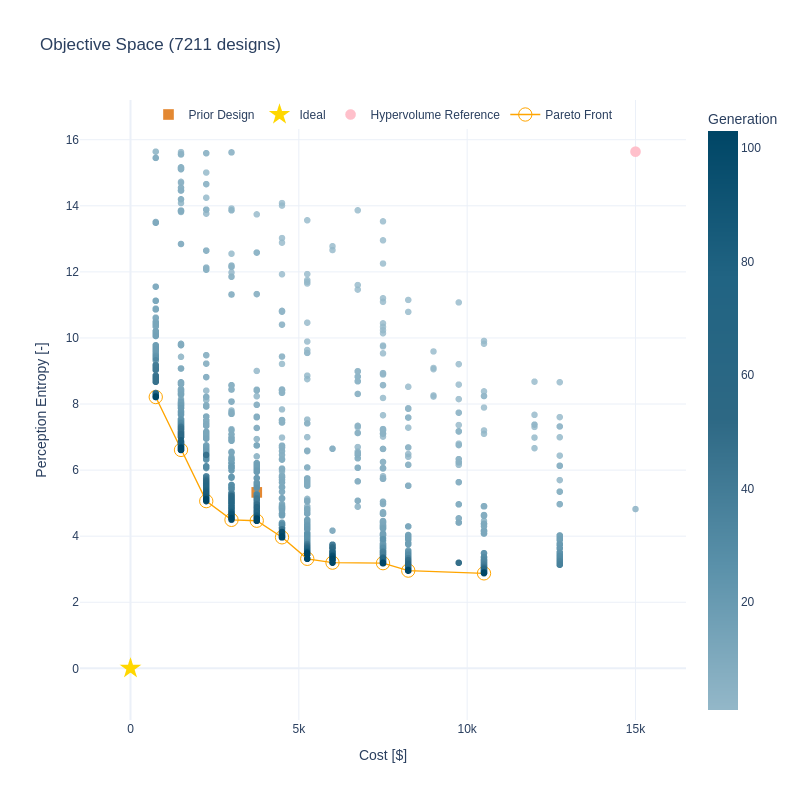 Objective Space (7211 designs)
Prior Design
Ideal
Hypervolume Reference
Pareto Front
Generation
100
80
60
40
20
16
14
12
10
8
6
4
2
0
Perception Entropy [-]
0
5k
10k
15k
Cost [$]